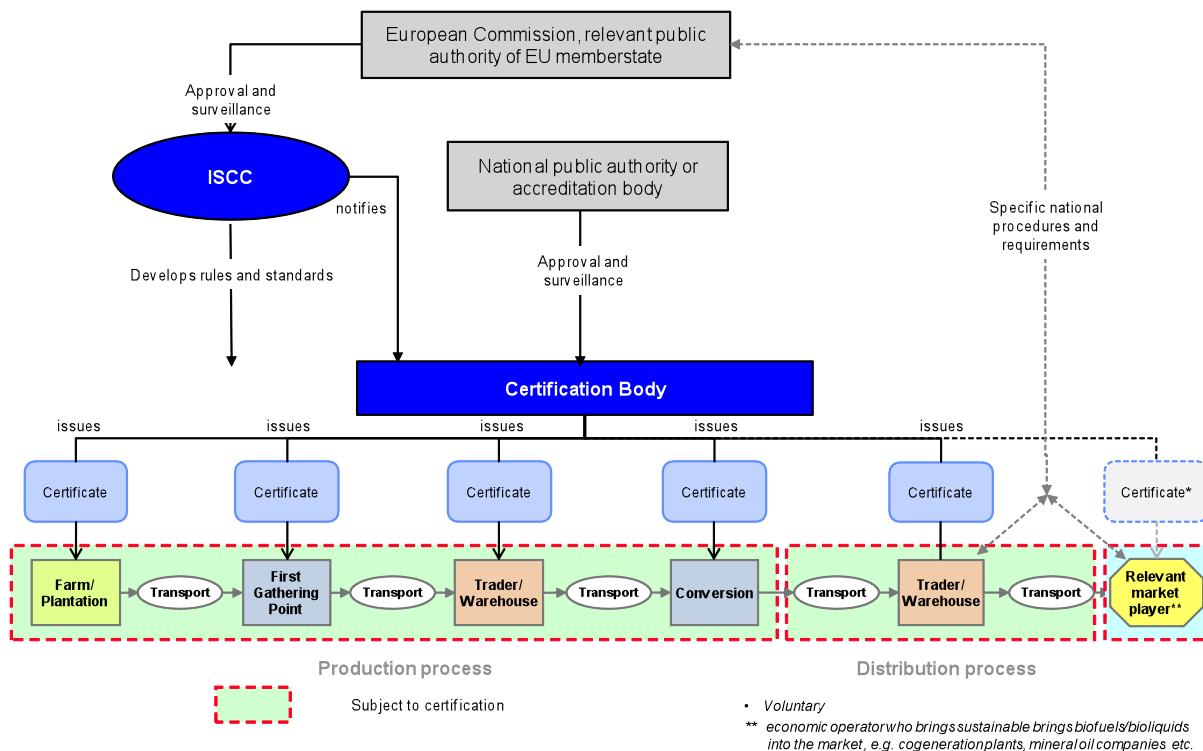 European Commission, relevant public
authority of EU memberstate
Approval and
surveillance
ISCC
National public authority or
accreditation body
notifies
Specific national
procedures and
requirements
Develops rules and standards
Approval and
surveillance
Certification Body
issues
issues
issues
issues
issues
Certificate
Certificate
Certificate
Certificate
Certificate
Certificate*
Farm/
Plantation
Transport
First
Gathering
Point
Transport
Trader/
Warehouse
Transport
Conversion
Transport
Trader/
Warehouse
Transport
Relevant
market
player**
Production process
Distribution process
Subject to certification
• Voluntary
** economic operator who brings sustainable brings biofuels/bioliquids
into the market, e.g. cogeneration plants, mineral oil companies etc.